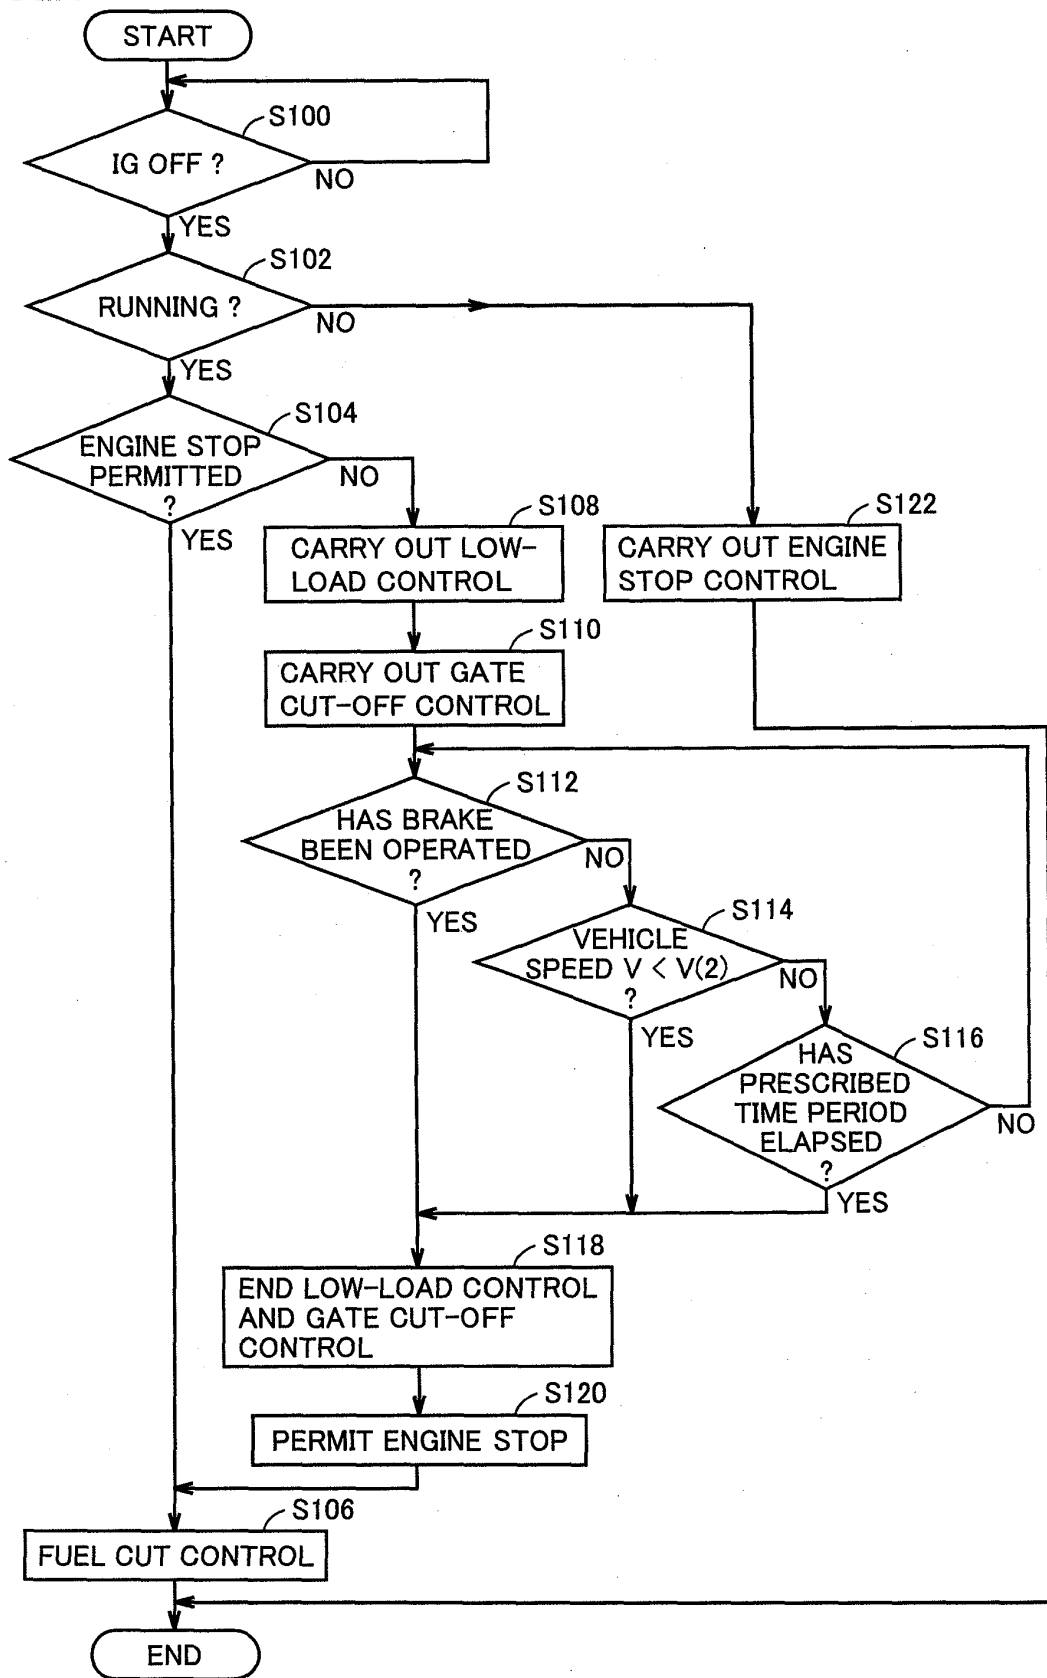 START
S100
IG OFF ?
NO
YES
S102
RUNNING ?
NO
YES
S104
ENGINE STOP
PERMITTED
?
NO
YES
S108
CARRY OUT LOW-
LOAD CONTROL
S122
CARRY OUT ENGINE
STOP CONTROL
S110
CARRY OUT GATE
CUT-OFF CONTROL
S112
HAS BRAKE
BEEN OPERATED
?
NO
YES
S114
VEHICLE
SPEED V < V(2)
?
NO
YES
S116
HAS
PRESCRIBED
TIME PERIOD
ELAPSED
?
NO
YES
S118
END LOW-LOAD CONTROL
AND GATE CUT-OFF
CONTROL
S120
PERMIT ENGINE STOP
S106
FUEL CUT CONTROL
END